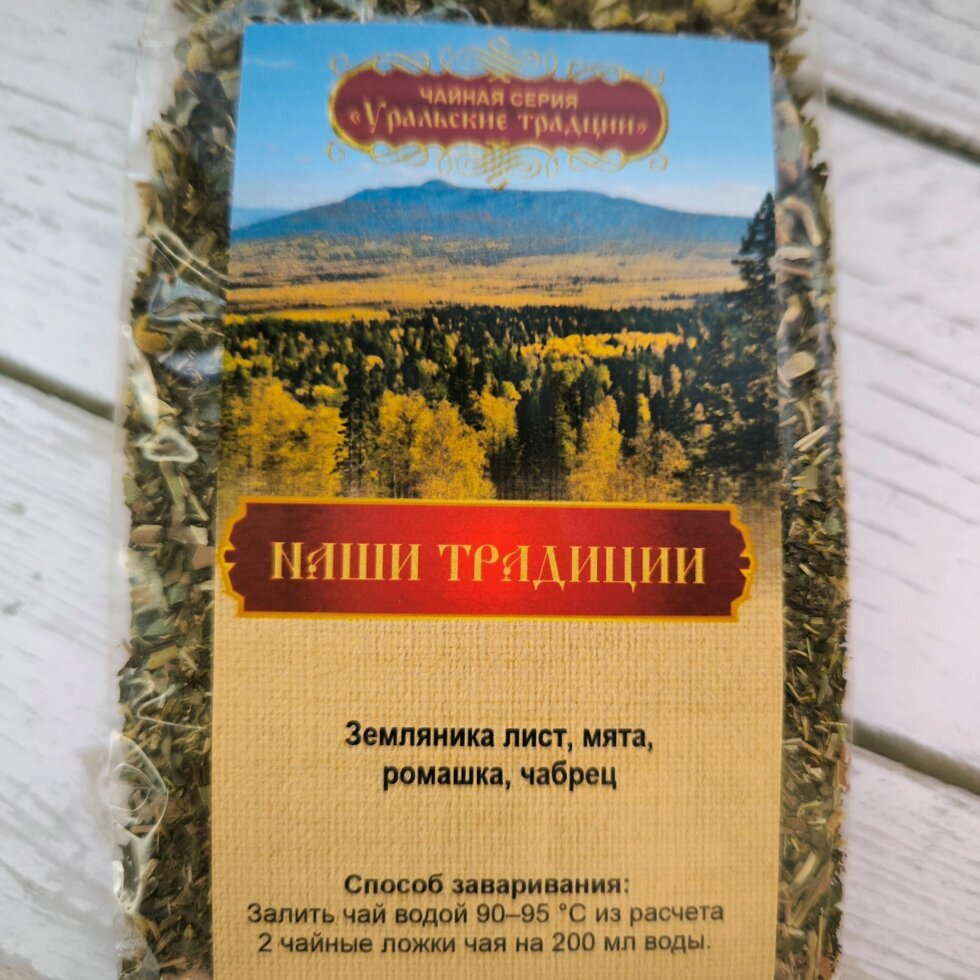 ЧАЙНАЯ СЕРИЯ
«Уральские традции»
НАШИ ТРАДИЦИИ
Земляника лист, мята,
ромашка, чабрец
Способ заваривания:
Залить чай водой 90–95 °С из расчета
2 чайные ложки чая на 200 мл воды.